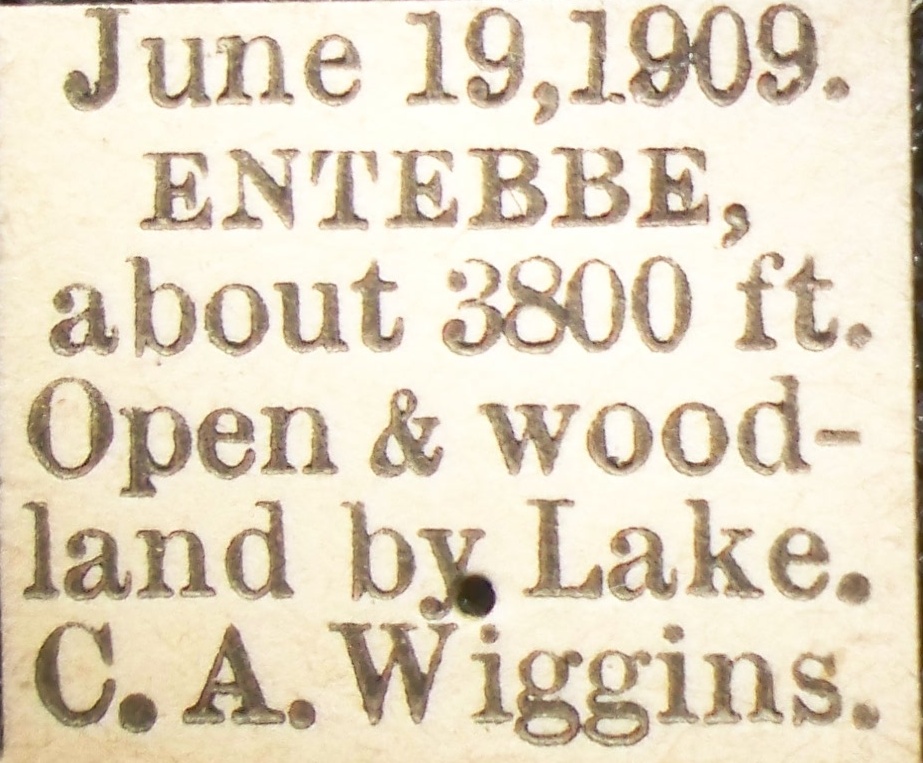 June 19, 1909.
ENTEBBE,
about 3800 ft.
Open & wood-
land by Lake.
C. A. Wiggins.